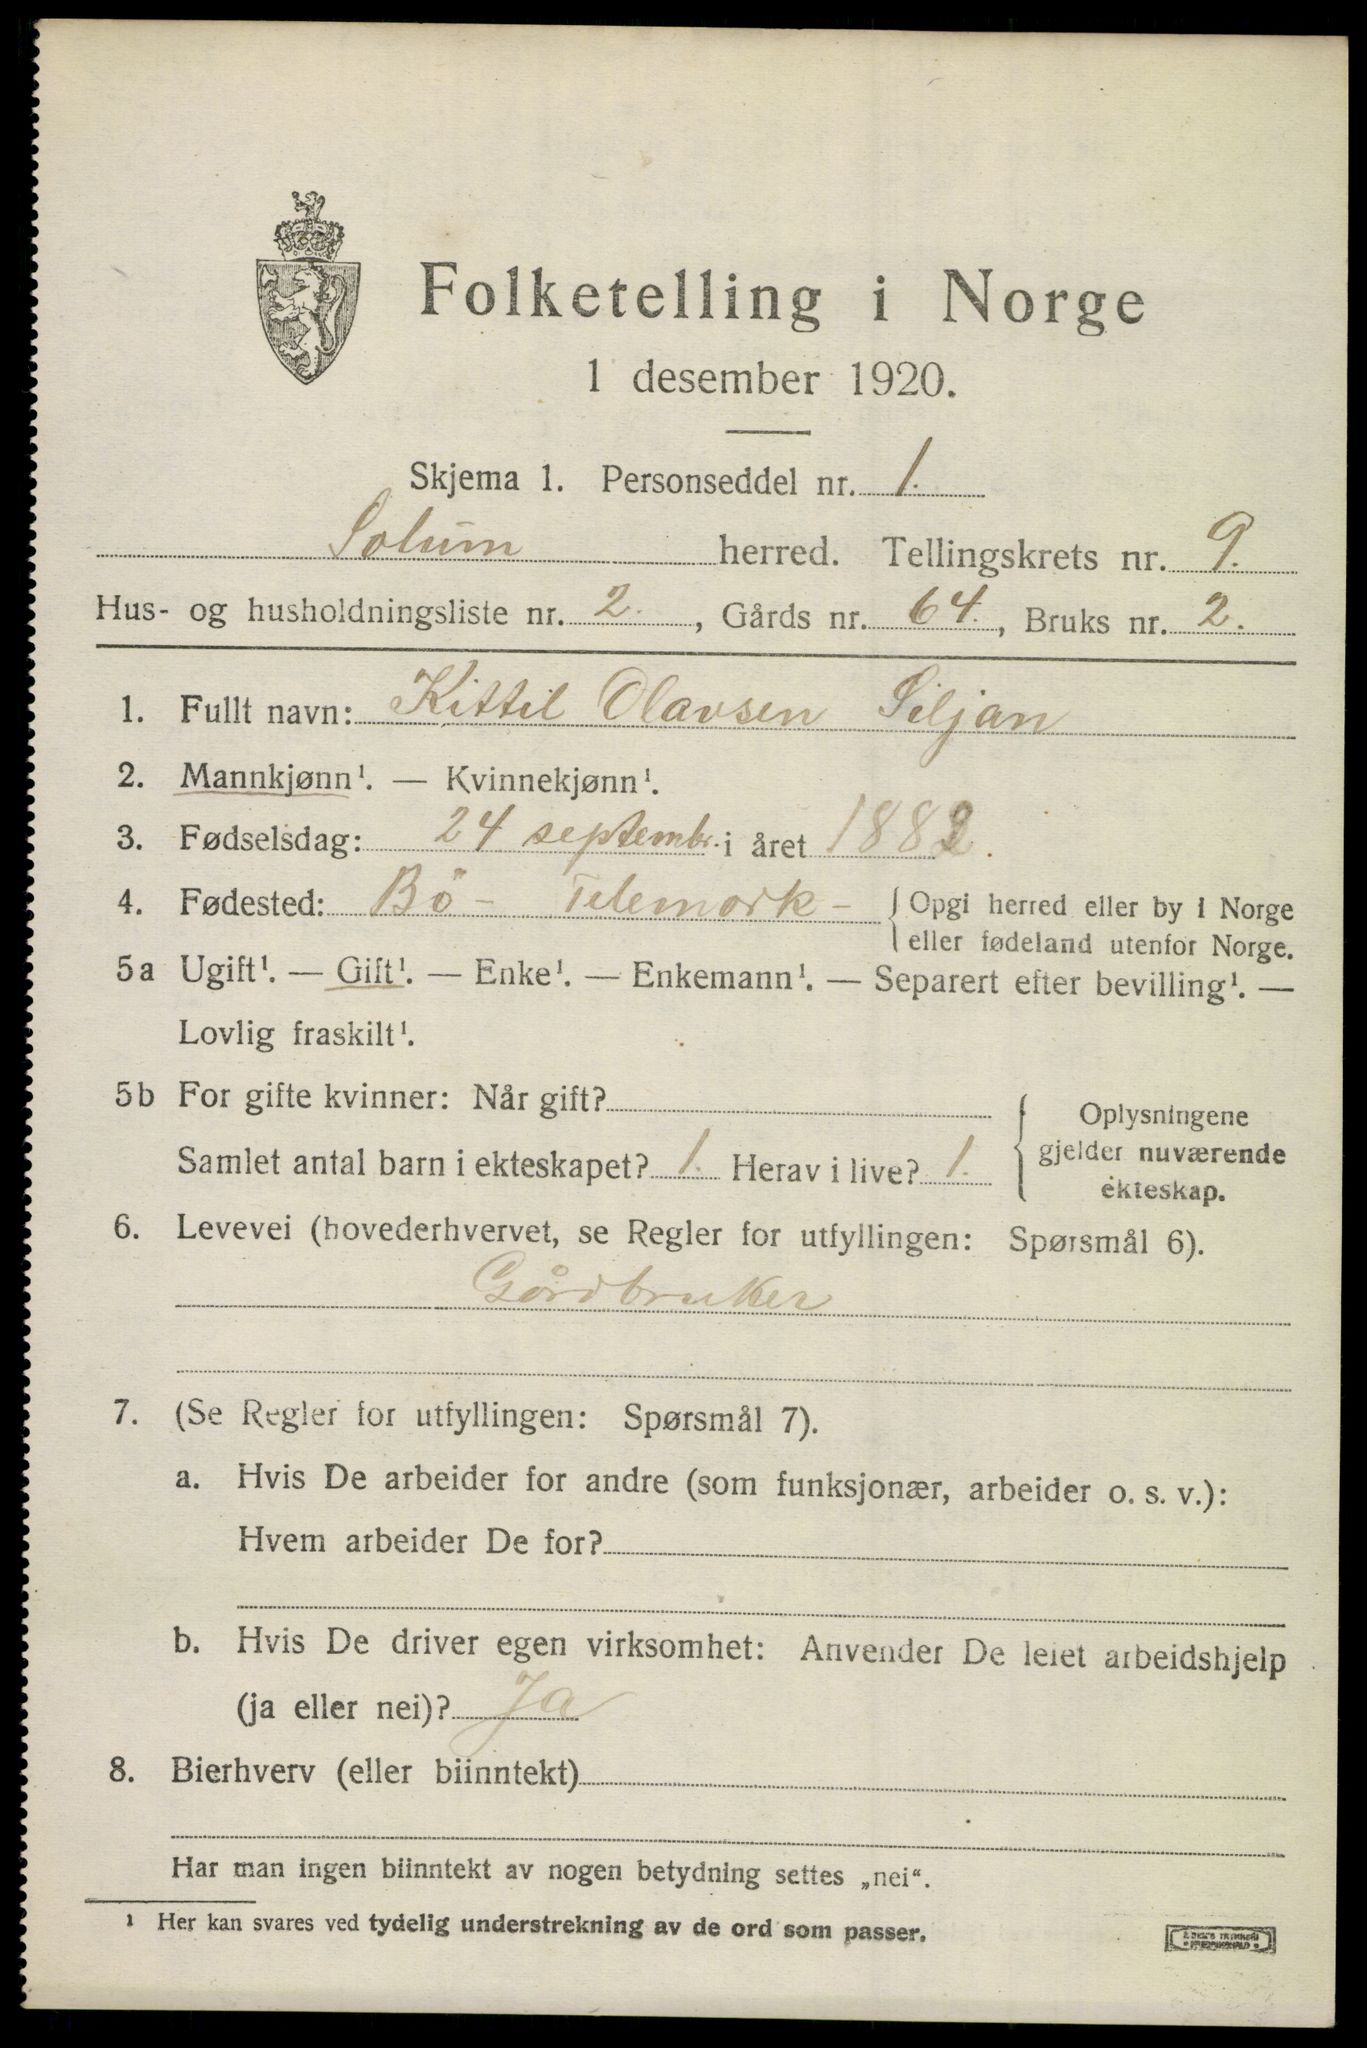 Folketelling i Norge
1 desember 1920.
Skjema 1. Personseddel nr. 1.
Solum herred. Tellingskrets nr. 9.
Hus- og husholdningsliste nr. 2. , Gårds nr. 64. , Bruks nr. 2.
1. Fullt navn: Kittil Olavsen Siljan
2. Mannkjønn¹. — Kvinnekjønn¹.
3. Fødselsdag: 24 septembr. i året 1882.
4. Fødested: Bö - Telemork - { Opgi herred eller by i Norge
eller fødeland utenfor Norge.
5a Ugift¹. — Gift¹. — Enke¹. — Enkemann¹. — Separert efter bevilling¹. —
Lovlig fraskilt¹.
5b For gifte kvinner: Når gift?
Samlet antal barn i ekteskapet? 1. Herav i live? 1.
{ Oplysningene
gjelder nuværende
ekteskap.
6. Levevei (hovederhvervet, se Regler for utfyllingen: Spørsmål 6).
Gårdbruker
7. (Se Regler for utfyllingen: Spørsmål 7).
a. Hvis De arbeider for andre (som funksjonær, arbeider o. s. v.):
Hvem arbeider De for?
b. Hvis De driver egen virksomhet: Anvender De leiet arbeidshjelp
(ja eller nei)? Ja
8. Bierhverv (eller biinntekt)
Har man ingen biinntekt av nogen betydning settes „nei“.
¹ Her kan svares ved tydelig understrekning av de ord som passer.